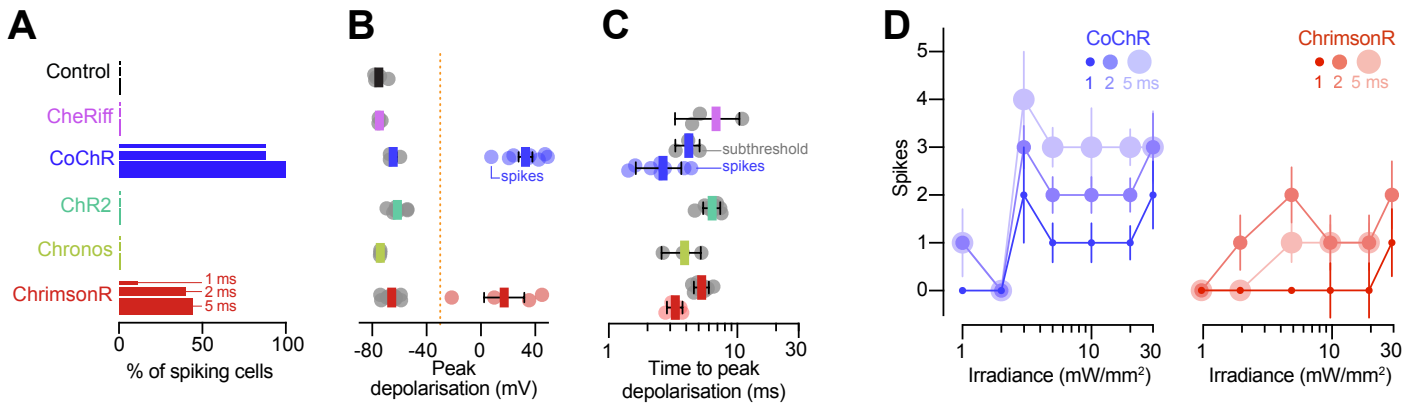 A
Control
CheRiff
CoChR
ChR2
Chronos
ChrimsonR
1 ms
2 ms
5 ms
0
100
% of spiking cells
B
spikes
-80
-40
0
40
Peak
depolarisation (mV)
C
subthreshold
spikes
1
10
30
Time to peak
depolarisation (ms)
D
CoChR
1 2 5 ms
Spikes
5
4
3
2
1
0
1
10
30
Irradiance (mW/mm²)
ChrimsonR
1 2 5 ms
1
10
30
Irradiance (mW/mm²)